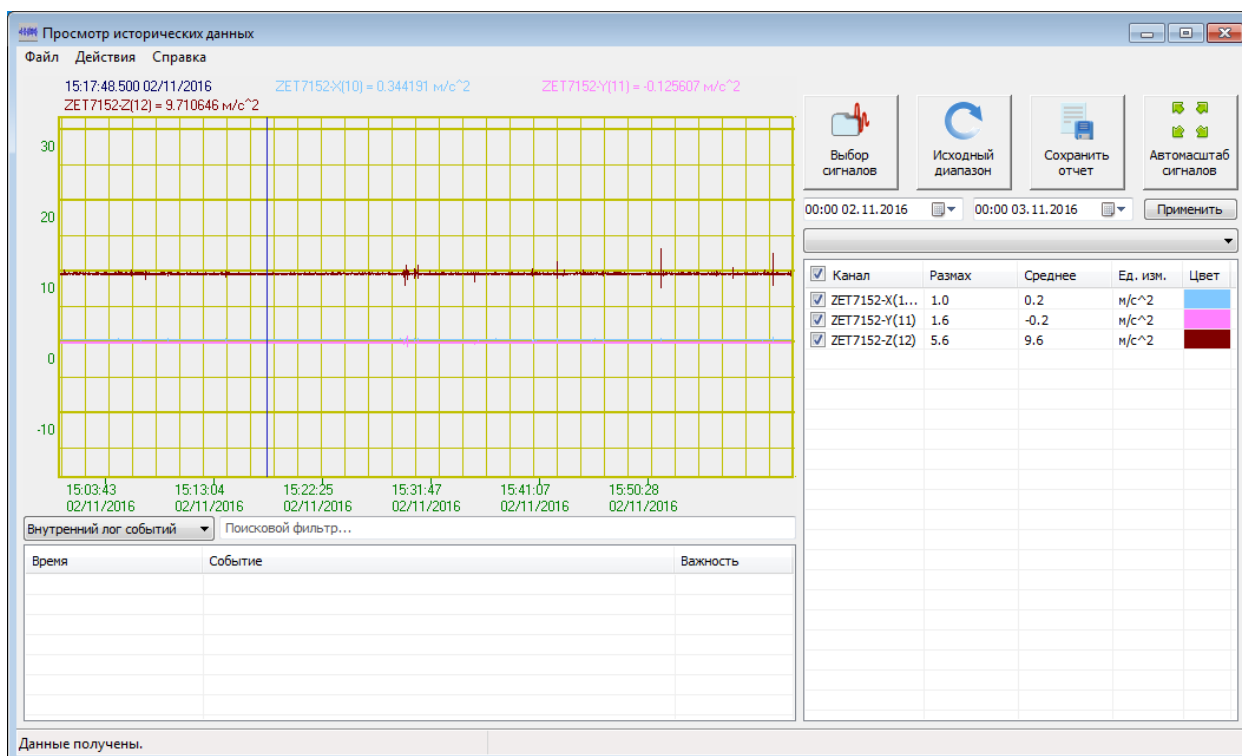 Просмотр исторических данных
Файл Действия Справка
15:17:48.500 02/11/2016 ZET7152-X(10) = 0.344191 м/с^2 ZET7152-Y(11) = -0.125607 м/с^2
ZET7152-Z(12) = 9.710646 м/с^2
30
20
10
0
-10
15:03:43 15:13:04 15:22:25 15:31:47 15:41:07 15:50:28
02/11/2016 02/11/2016 02/11/2016 02/11/2016 02/11/2016 02/11/2016
Внутренний лог событий Поисковой фильтр...
Время Событие Важность
Выбор сигналов
Исходный диапазон
Сохранить отчет
Автомасштаб сигналов
00:00 02.11.2016 00:00 03.11.2016 Применить
Канал Размах Среднее Ед. изм. Цвет
ZET7152-X(1... 1.0 0.2 м/с^2
ZET7152-Y(11) 1.6 -0.2 м/с^2
ZET7152-Z(12) 5.6 9.6 м/с^2
Данные получены.